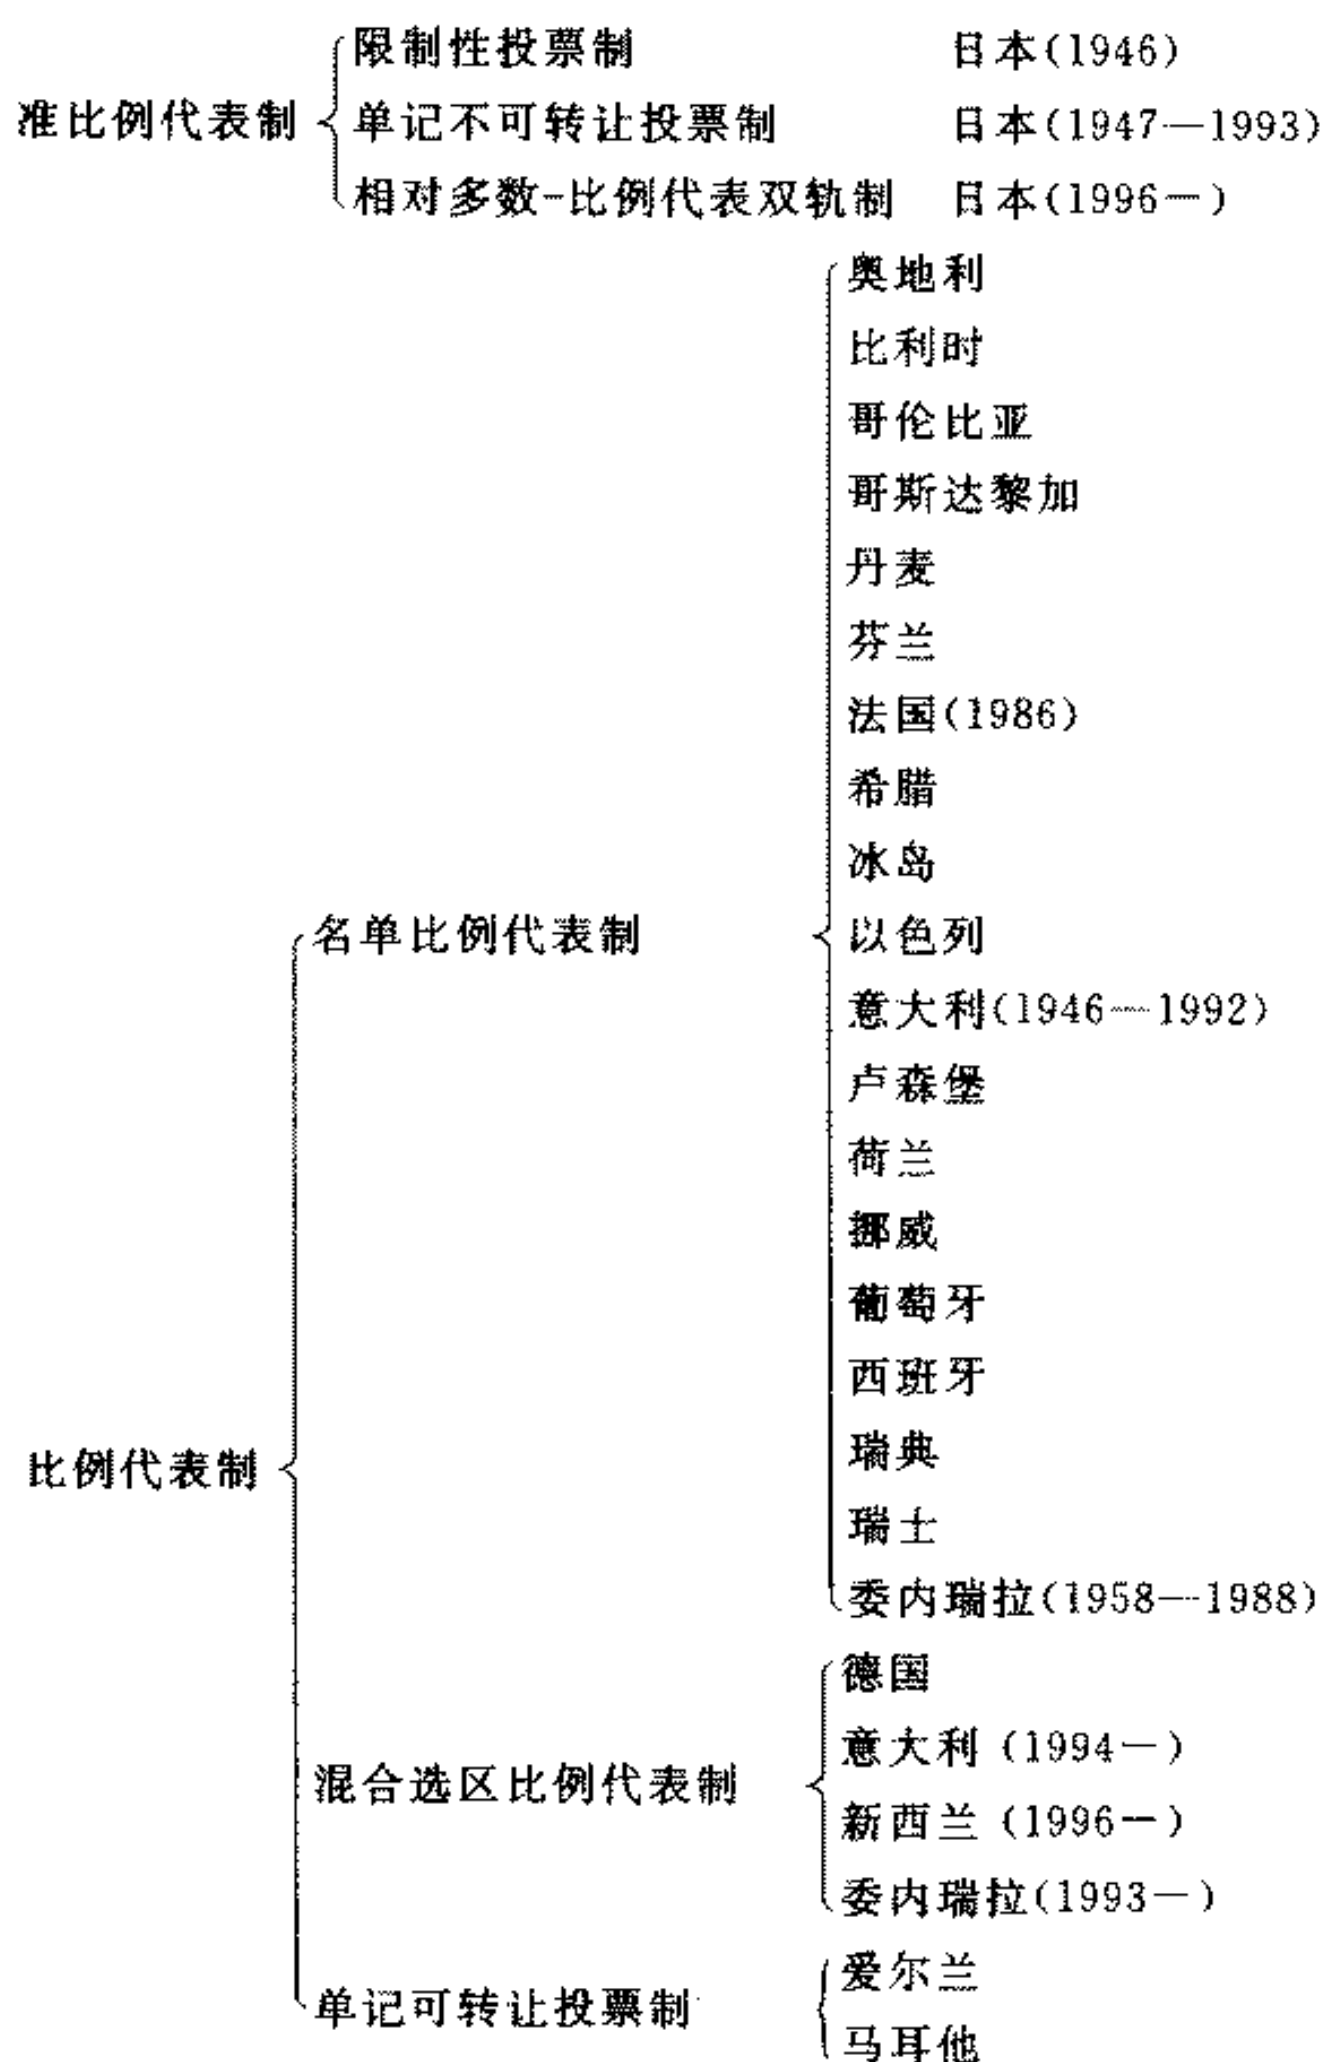 限制性投票制 日本(1946)
准比例代表制 单记不可转让投票制 日本(1947—1993)
相对多数-比例代表双轨制 日本(1996—)
奥地利
比利时
哥伦比亚
哥斯达黎加
丹麦
芬兰
法国(1986)
希腊
冰岛
名单比例代表制 以色列
意大利(1946—1992)
卢森堡
荷兰
挪威
葡萄牙
西班牙
比例代表制 瑞典
瑞士
委内瑞拉(1958—1988)
德国
意大利(1994—)
混合选区比例代表制 新西兰(1996—)
委内瑞拉(1993—)
爱尔兰
单记可转让投票制 马耳他